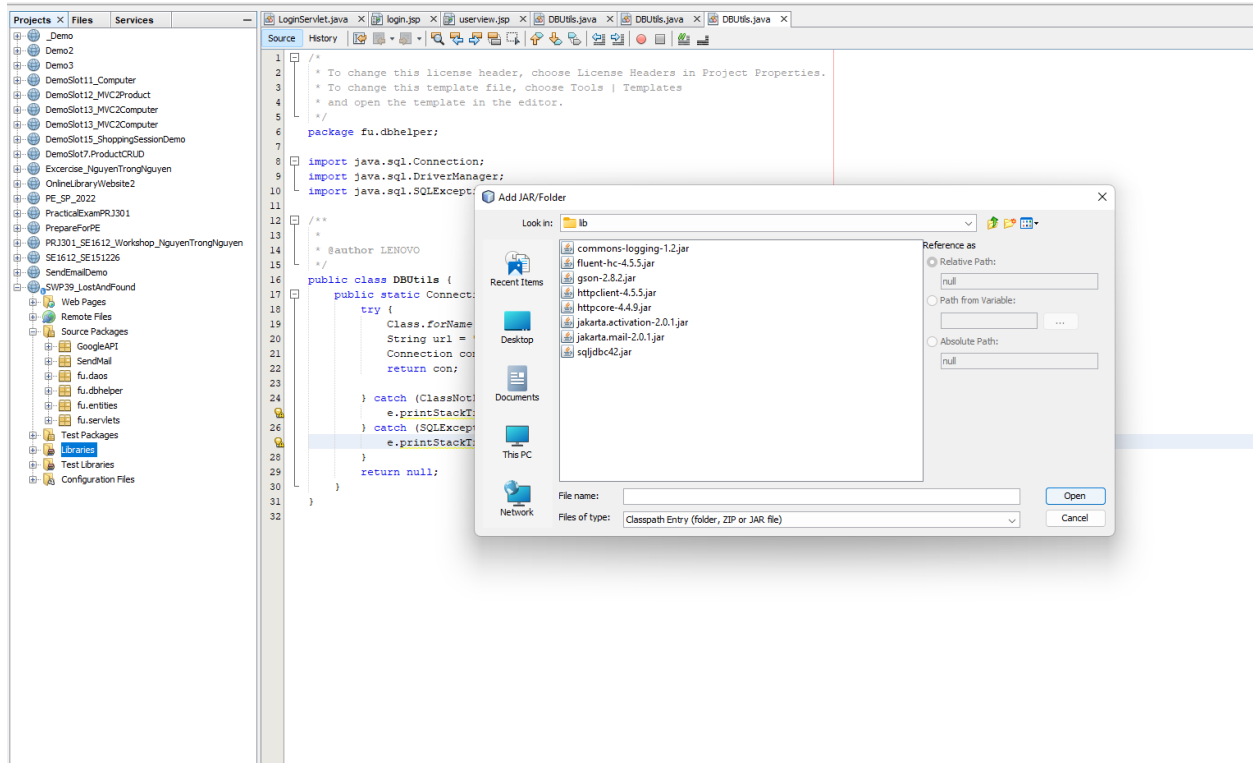 Projects Files Services
LoginServlet.java login.jsp userview.jsp DBUtils.java DBUtils.java DBUtils.java
Source History
_Demo
Demo2
Demo3
DemoSlot11_Computer
DemoSlot12_MVC2Product
DemoSlot13_MVC2Computer
DemoSlot13_MVC2Computer
DemoSlot15_ShoppingSessionDemo
DemoSlot7.ProductCRUD
Excercise_NguyenTrongNguyen
OnlineLibraryWebsite2
PE_SP_2022
PracticalExamPRJ301
PrepareForPE
PRJ301_SE1612_Workshop_NguyenTrongNguyen
SE1612_SE151226
SendEmailDemo
SWP39_LostAndFound
Web Pages
Remote Files
Source Packages
GoogleAPI
SendMail
fu.daos
fu.dbhelper
fu.entities
fu.servlets
Test Packages
Libraries
Test Libraries
Configuration Files
1 /*
2 * To change this license header, choose License Headers in Project Properties.
3 * To change this template file, choose Tools | Templates
4 * and open the template in the editor.
5 */
6 package fu.dbhelper;
7
8 import java.sql.Connection;
9 import java.sql.DriverManager;
10 import java.sql.SQLExcept
11
12 /**
13 *
14 * @author LENOVO
15 */
16 public class DBUtils {
17 public static Connecti
18 try {
19 Class.forName
20 String url =
21 Connection con
22 return con;
23
24 } catch (ClassNot
e.printStackT
26 } catch (SQLExcep
e.printStackT
28 }
29 return null;
30 }
31 }
32
Add JAR/Folder
Look in: lib
Recent Items
Desktop
Documents
This PC
Network
commons-logging-1.2.jar
fluent-hc-4.5.5.jar
gson-2.8.2.jar
httpclient-4.5.5.jar
httpcore-4.4.9.jar
jakarta.activation-2.0.1.jar
jakarta.mail-2.0.1.jar
sqljdbc42.jar
Reference as
Relative Path:
null
Path from Variable:
...
Absolute Path:
null
File name:
Open
Files of type: Classpath Entry (folder, ZIP or JAR file)
Cancel